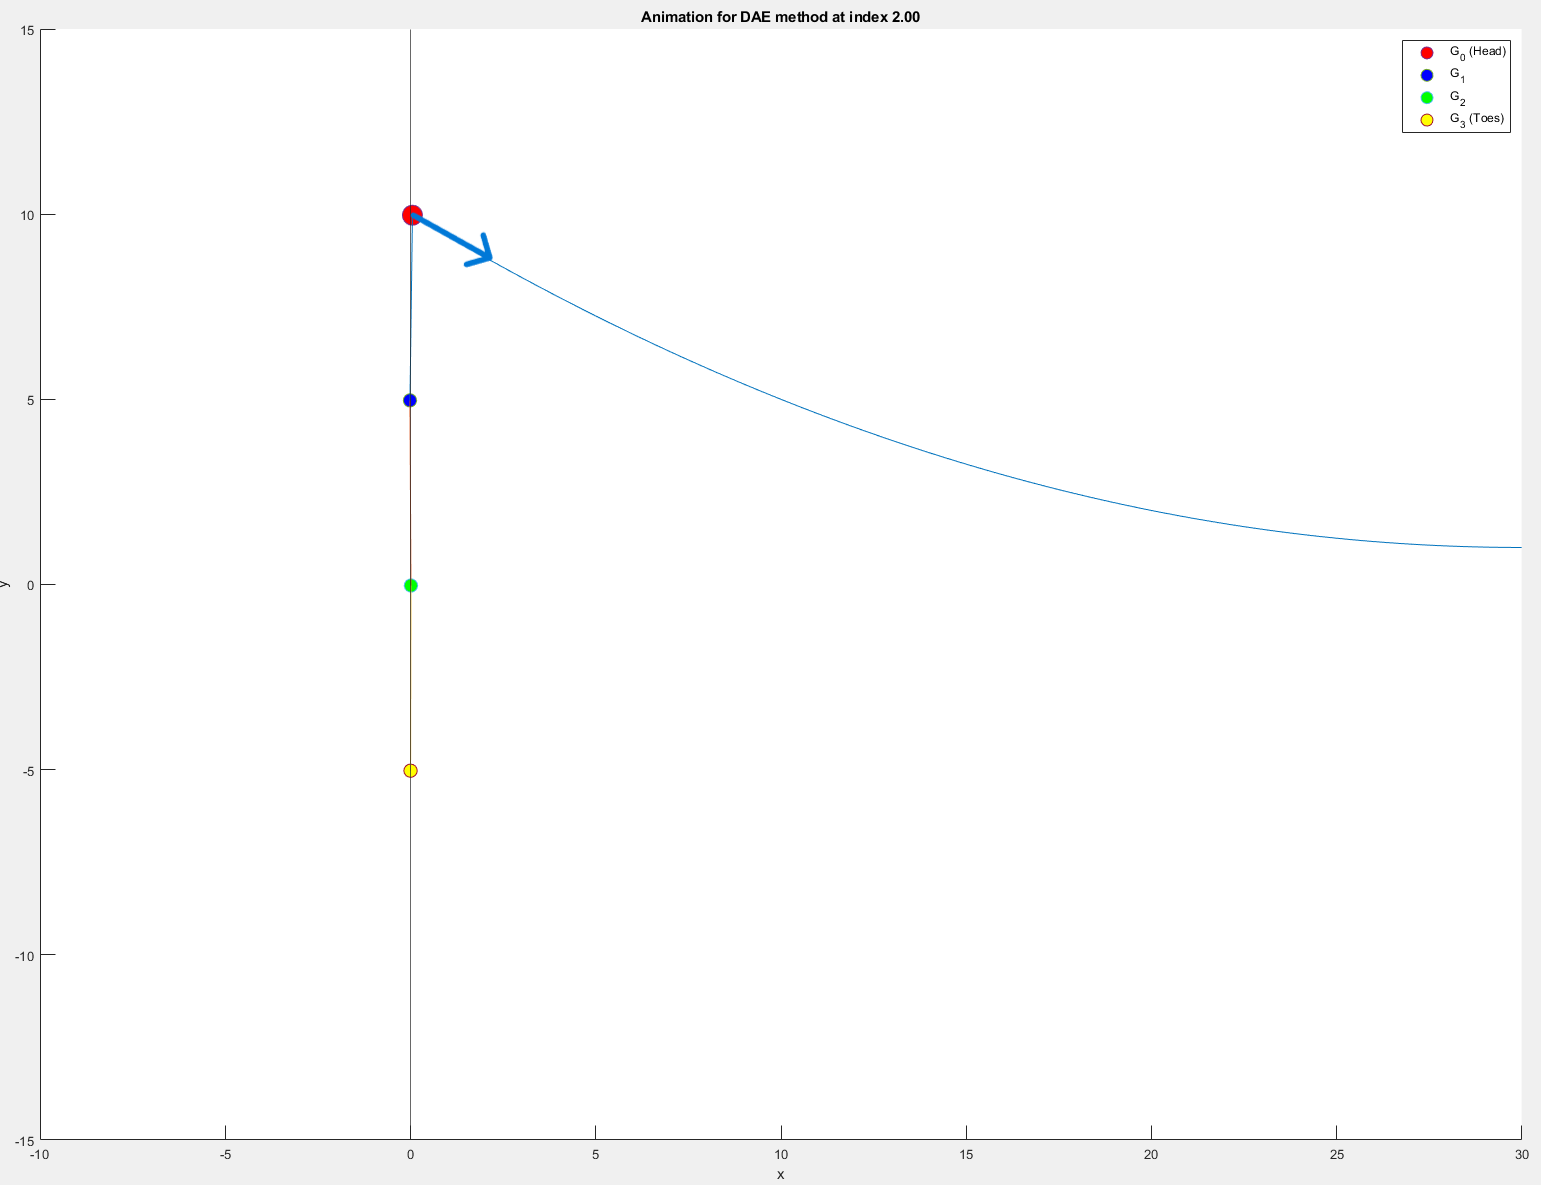 Animation for DAE method at index 2.00
G0 (Head)
G1
G2
G3 (Toes)
15
10
5
0
-5
-10
-15
y
-10 -5 0 5 10 15 20 25 30
x